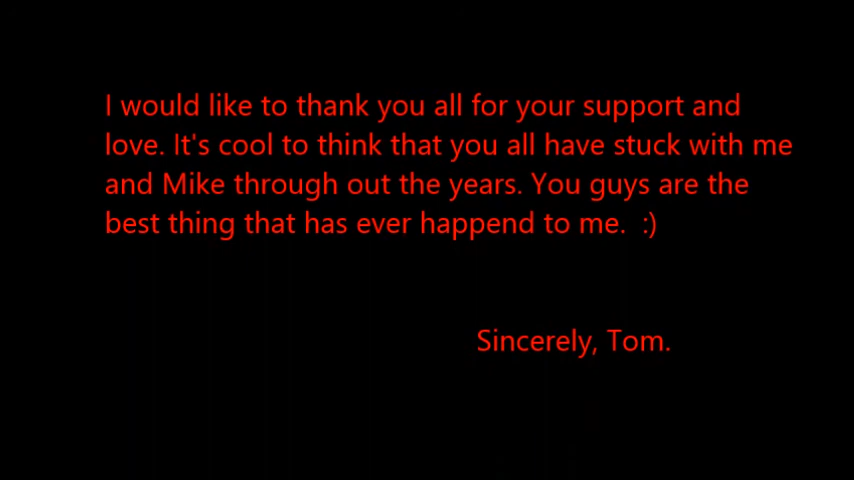 I would like to thank you all for your support and
love. It's cool to think that you all have stuck with me
and Mike through out the years. You guys are the
best thing that has ever happend to me.  :)
Sincerely, Tom.